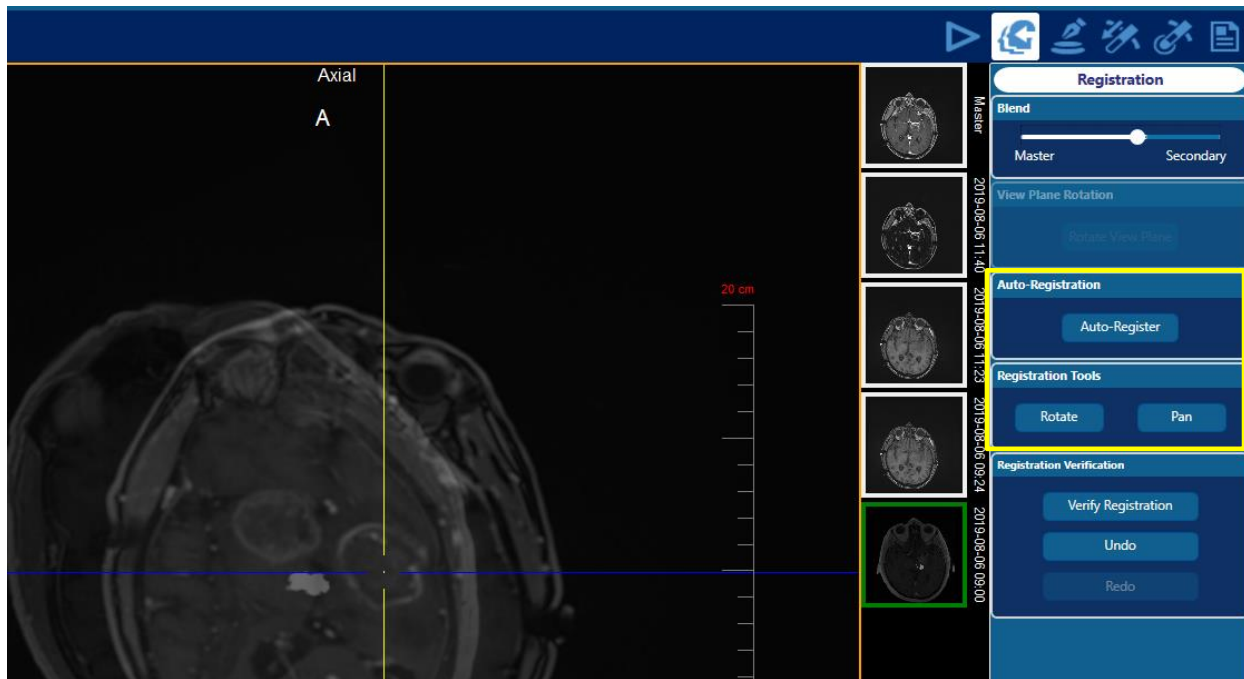 Axial
A
20 cm
Master
2019-08-06 11:40
2019-08-06 11:23
2019-08-06 09:24
2019-08-06 09:00
Registration
Blend
Master Secondary
View Plane Rotation
Rotate View Plane
Auto-Registration
Auto-Register
Registration Tools
Rotate Pan
Registration Verification
Verify Registration
Undo
Redo